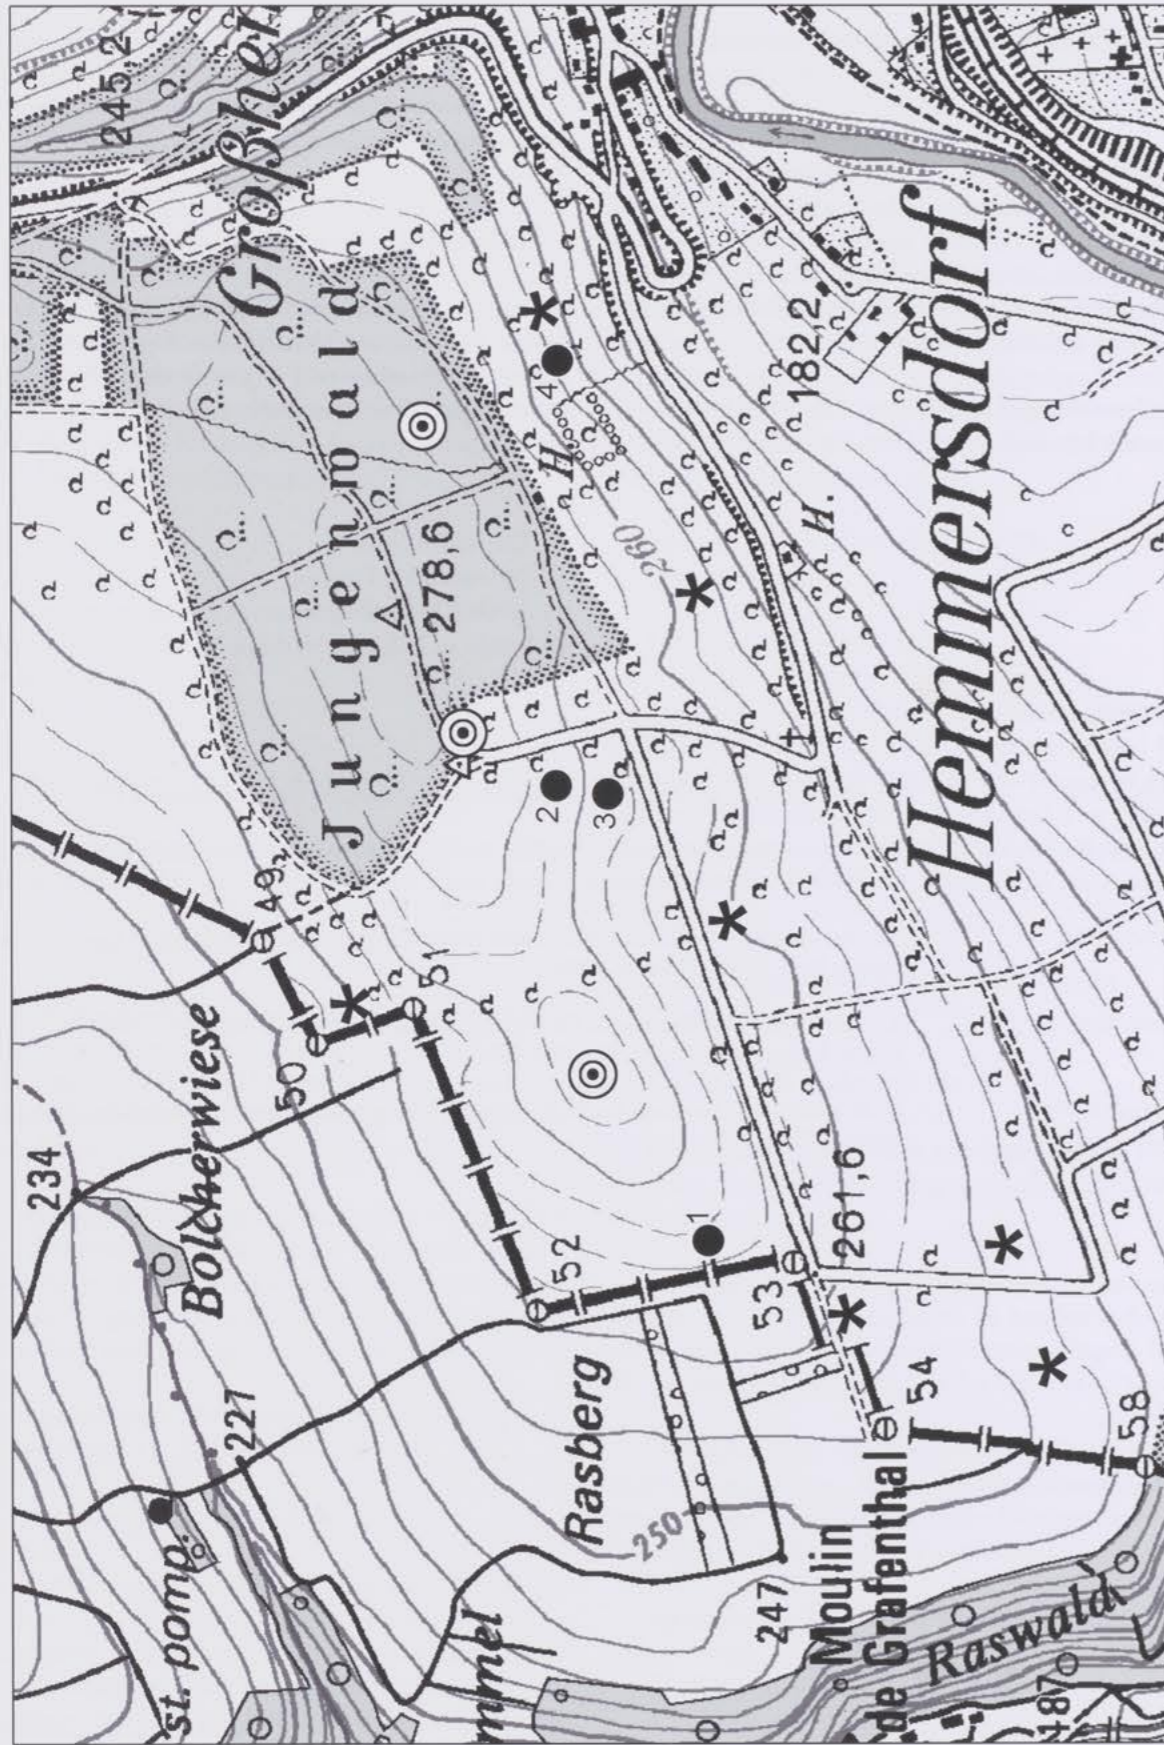 245,2
Großhe
Jungenwald
278,6
H.
4
260
182,2
H.
Hemmersdorf
2
3
49
50
51
52
53
54
58
1
261,6
234
Bolcherwiese
227
st. pomp.
Rasberg
250
247
Moulin
de Grafenthal
Raswald
187
mmel